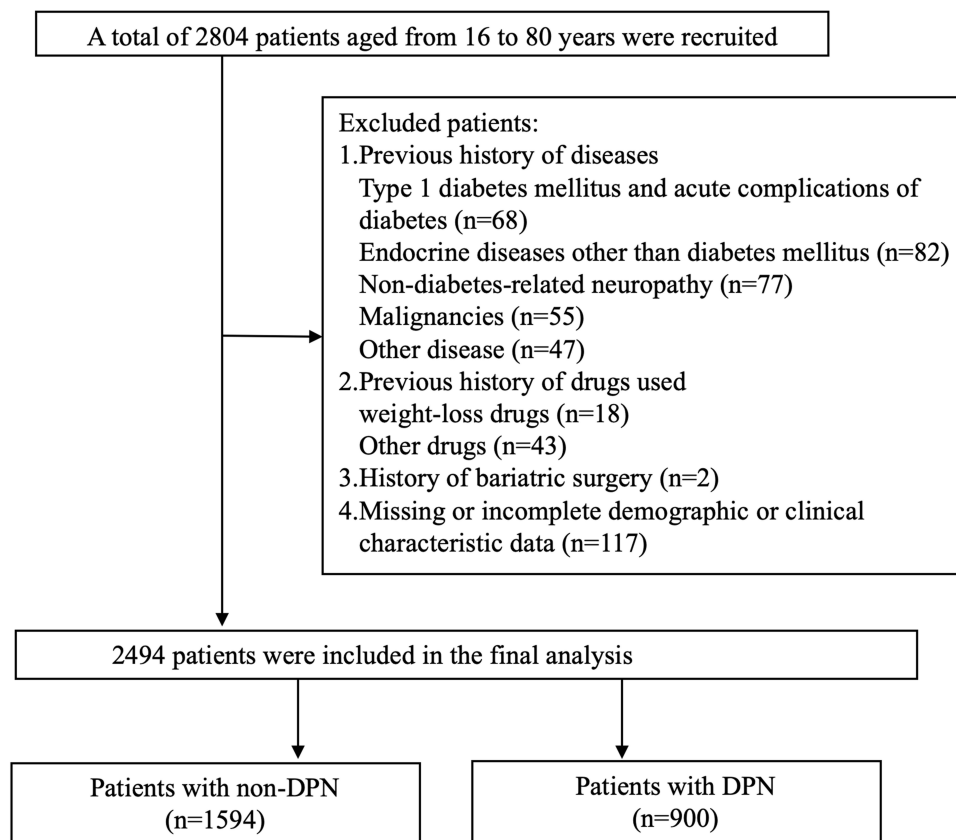 A total of 2804 patients aged from 16 to 80 years were recruited
Excluded patients:
1.Previous history of diseases
Type 1 diabetes mellitus and acute complications of
diabetes (n=68)
Endocrine diseases other than diabetes mellitus (n=82)
Non-diabetes-related neuropathy (n=77)
Malignancies (n=55)
Other disease (n=47)
2.Previous history of drugs used
weight-loss drugs (n=18)
Other drugs (n=43)
3.History of bariatric surgery (n=2)
4.Missing or incomplete demographic or clinical
characteristic data (n=117)
2494 patients were included in the final analysis
Patients with non-DPN
(n=1594)
Patients with DPN
(n=900)